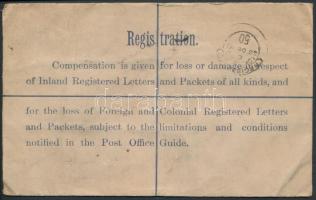 Registration.
Compensation is given for loss or damage in respect
of Inland Registered Letters and Packets of all kinds, and
for the loss of Foreign and Colonial Registered Letters
and Packets, subject to the limitations and conditions
notified in the Post Office Guide.
darabanth
50